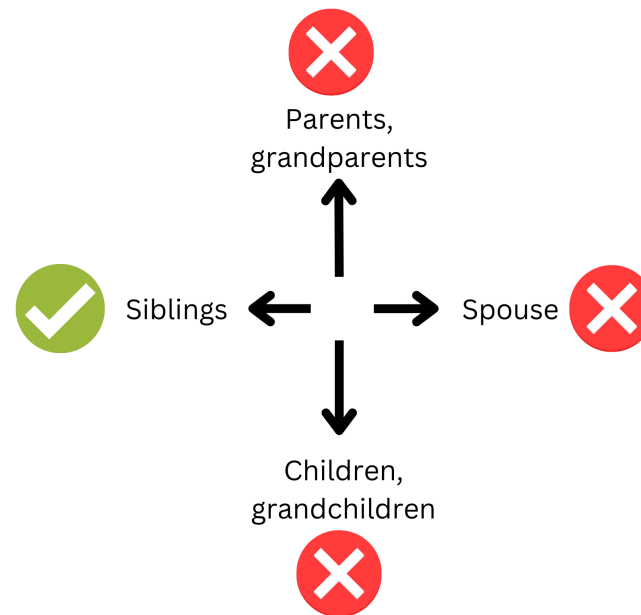 Parents,
grandparents
Siblings
Spouse
Children,
grandchildren